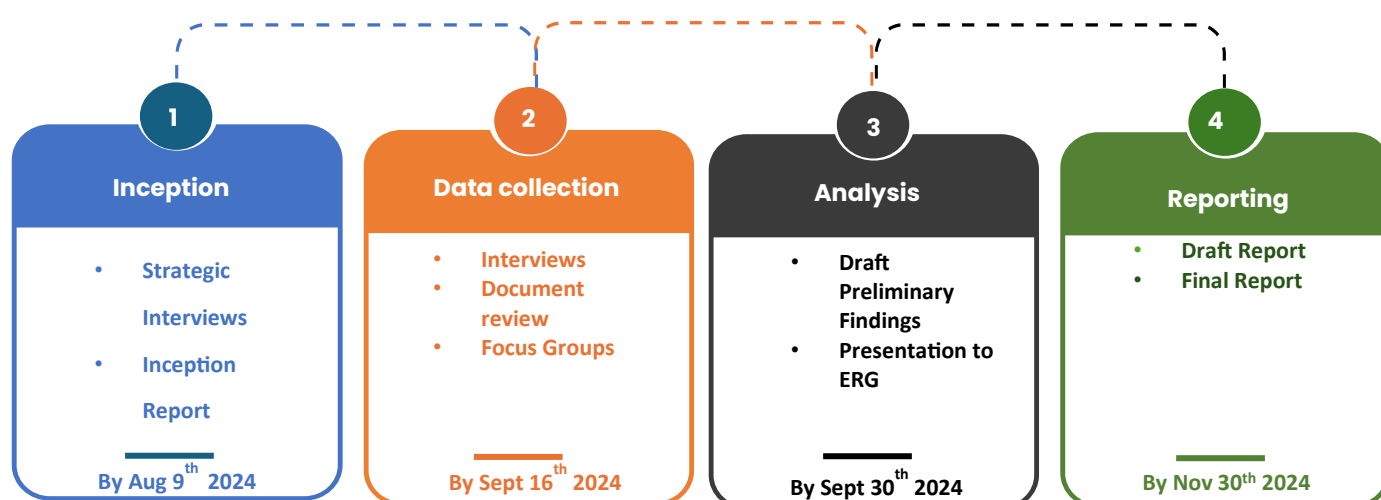 1
Inception
• Strategic
Interviews
• Inception
Report
By Aug 9th 2024
2
Data collection
• Interviews
• Document
review
• Focus Groups
By Sept 16th 2024
3
Analysis
• Draft
Preliminary
Findings
• Presentation to
ERG
By Sept 30th 2024
4
Reporting
• Draft Report
• Final Report
By Nov 30th 2024